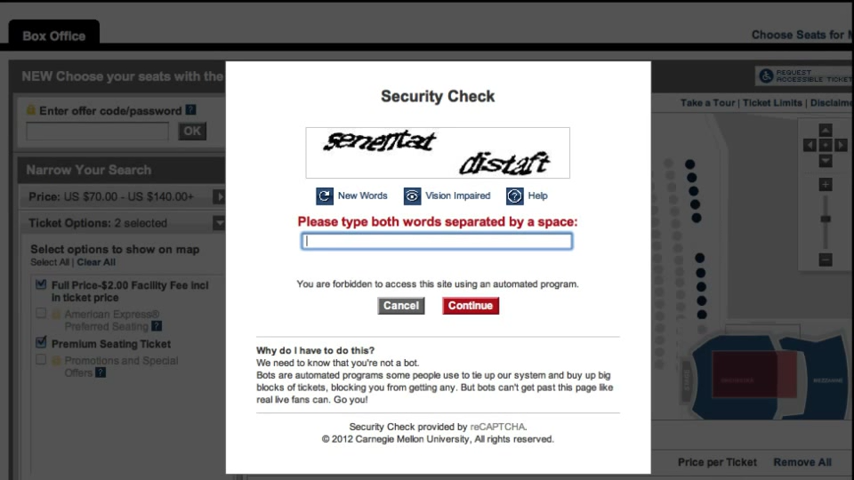 Box Office
Choose Seats for
NEW Choose your seats with the
REQUEST
ACCESSIBLE TICKET
Enter offer code/password ?
OK
Take a Tour | Ticket Limits | Disclaime
Narrow Your Search
Price: US $70.00 - US $140.00+
Ticket Options: 2 selected
Select options to show on map
Select All | Clear All
Full Price-$2.00 Facility Fee incl
in ticket price
American Express®
Preferred Seating ?
Premium Seating Ticket
Promotions and Special
Offers ?
Security Check
senentat
distaft
New Words
Vision Impaired
Help
Please type both words separated by a space:
You are forbidden to access this site using an automated program.
Cancel
Continue
Why do I have to do this?
We need to know that you're not a bot.
Bots are automated programs some people use to tie up our system and buy up big
blocks of tickets, blocking you from getting any. But bots can't get past this page like
real live fans can. Go you!
Security Check provided by reCAPTCHA.
© 2012 Carnegie Mellon University, All rights reserved.
Price per Ticket
Remove All